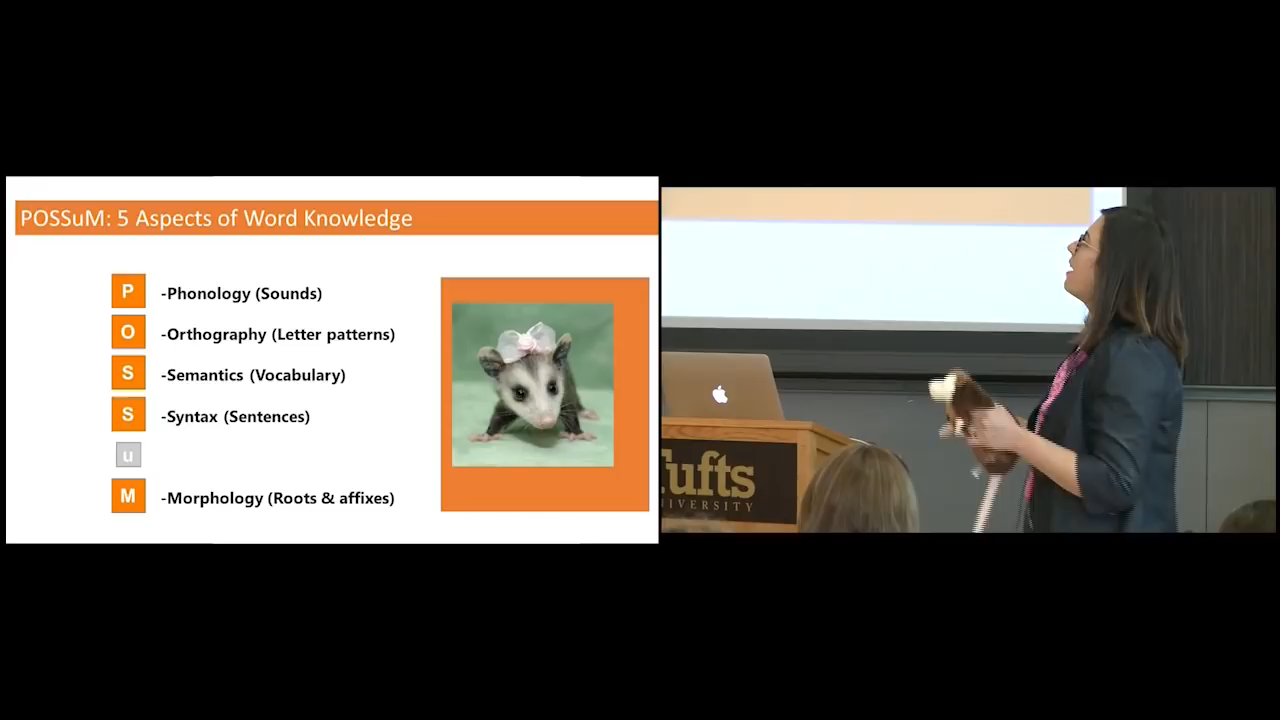 POSSuM: 5 Aspects of Word Knowledge
P -Phonology (Sounds)
O -Orthography (Letter patterns)
S -Semantics (Vocabulary)
S -Syntax (Sentences)
u
M -Morphology (Roots & affixes)
Tufts
UNIVERSITY